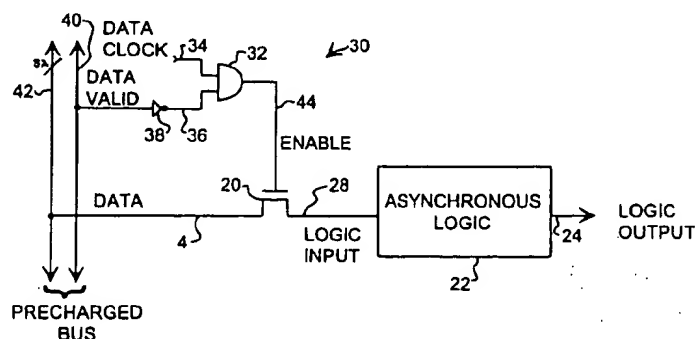 40
DATA
CLOCK
34
32
30
42
DATA
VALID
38
36
44
ENABLE
20
28
DATA
4
LOGIC
INPUT
ASYNCHRONOUS
LOGIC
22
24
LOGIC
OUTPUT
PRECHARGED
BUS